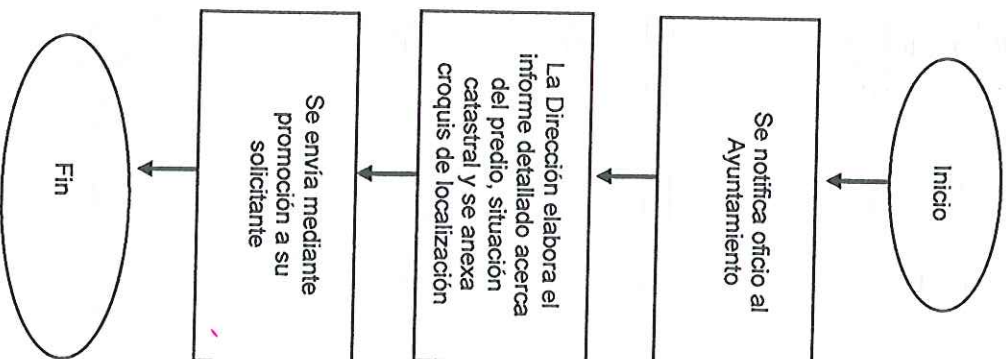 Inicio
Se notifica oficio al
Ayuntamiento
La Dirección elabora el
informe detallado acerca
del predio, situación
catastral y se anexa
croquis de localización
Se envía mediante
promoción a su
solicitante
Fin